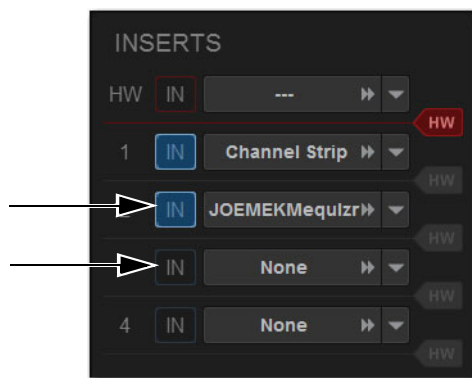 INSERTS
HW IN --- HW
1 IN Channel Strip HW
IN JOEMEKMequlzr HW
IN None HW
4 IN None HW